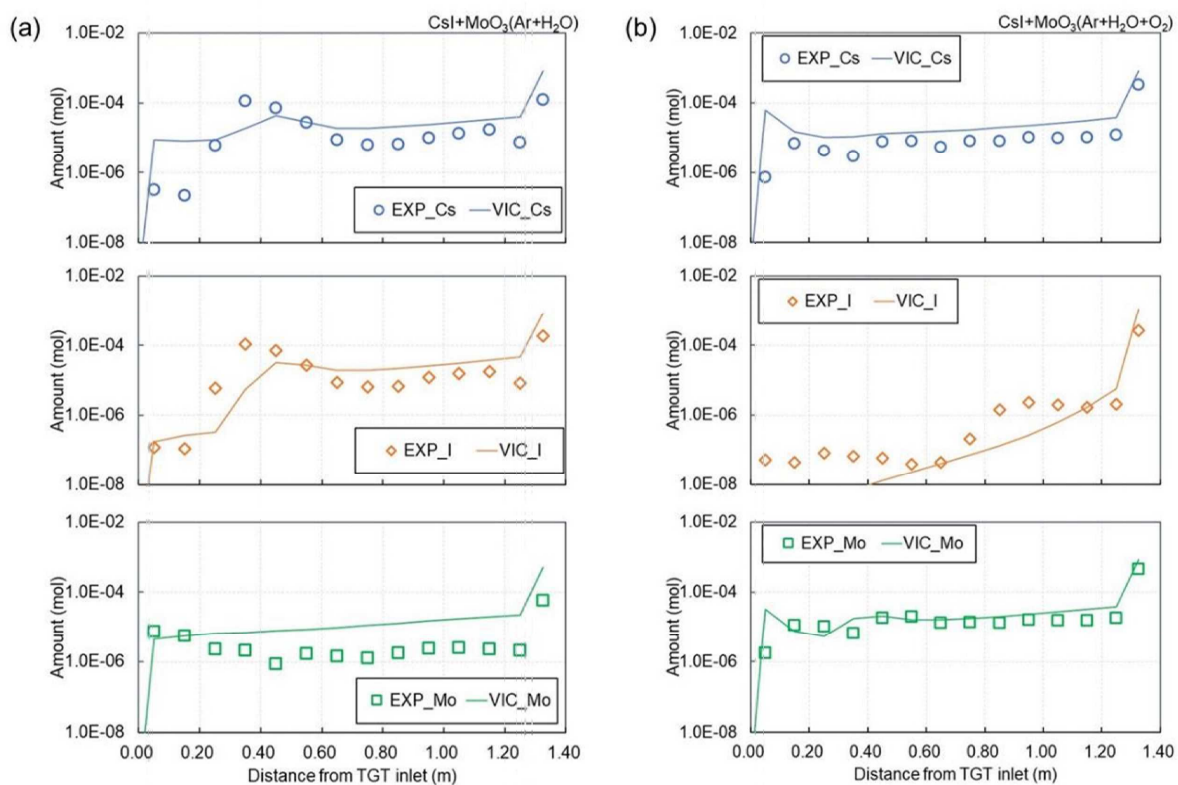 (a)
CsI+MoO₃(Ar+H₂O)
1.0E-02
1.0E-04
1.0E-06
1.0E-08
Amount (mol)
EXP_Cs VIC_Cs
1.0E-02
1.0E-04
1.0E-06
1.0E-08
Amount (mol)
EXP_I VIC_I
1.0E-02
1.0E-04
1.0E-06
1.0E-08
Amount (mol)
EXP_Mo VIC_Mo
0.00 0.20 0.40 0.60 0.80 1.00 1.20 1.40
Distance from TGT inlet (m)
(b)
CsI+MoO₃(Ar+H₂O+O₂)
1.0E-02
1.0E-04
1.0E-06
1.0E-08
Amount (mol)
EXP_Cs VIC_Cs
1.0E-02
1.0E-04
1.0E-06
1.0E-08
Amount (mol)
EXP_I VIC_I
1.0E-02
1.0E-04
1.0E-06
1.0E-08
Amount (mol)
EXP_Mo VIC_Mo
0.00 0.20 0.40 0.60 0.80 1.00 1.20 1.40
Distance from TGT inlet (m)